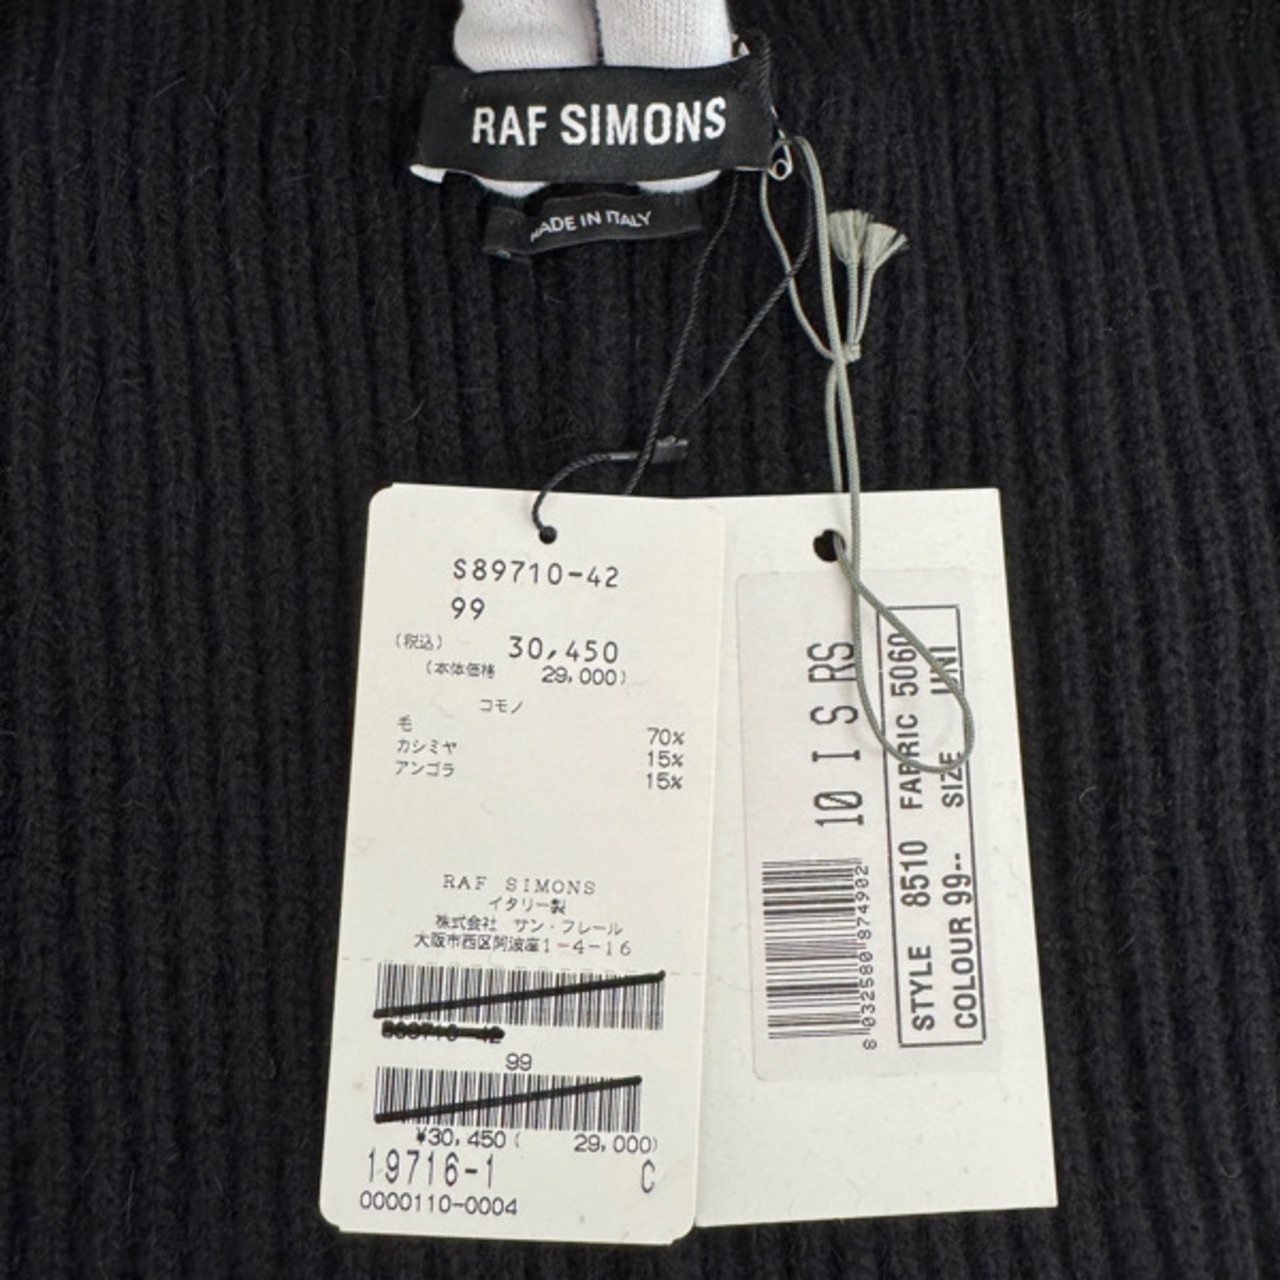 RAF SIMONS
MADE IN ITALY
S89710-42
99
(税込) 30,450
(本体価格 29,000)
コモノ
毛 70%
カシミヤ 15%
アンゴラ 15%
RAF SIMONS
イタリー製
株式会社 サン・フレール
大阪市西区阿波座1-4-16
99
¥30,450( 29,000)
19716-1 C
0000110-0004
10 I S RS
8 032580 874902
STYLE 8510 FABRIC 5060
COLOUR 99-- SIZE UNI